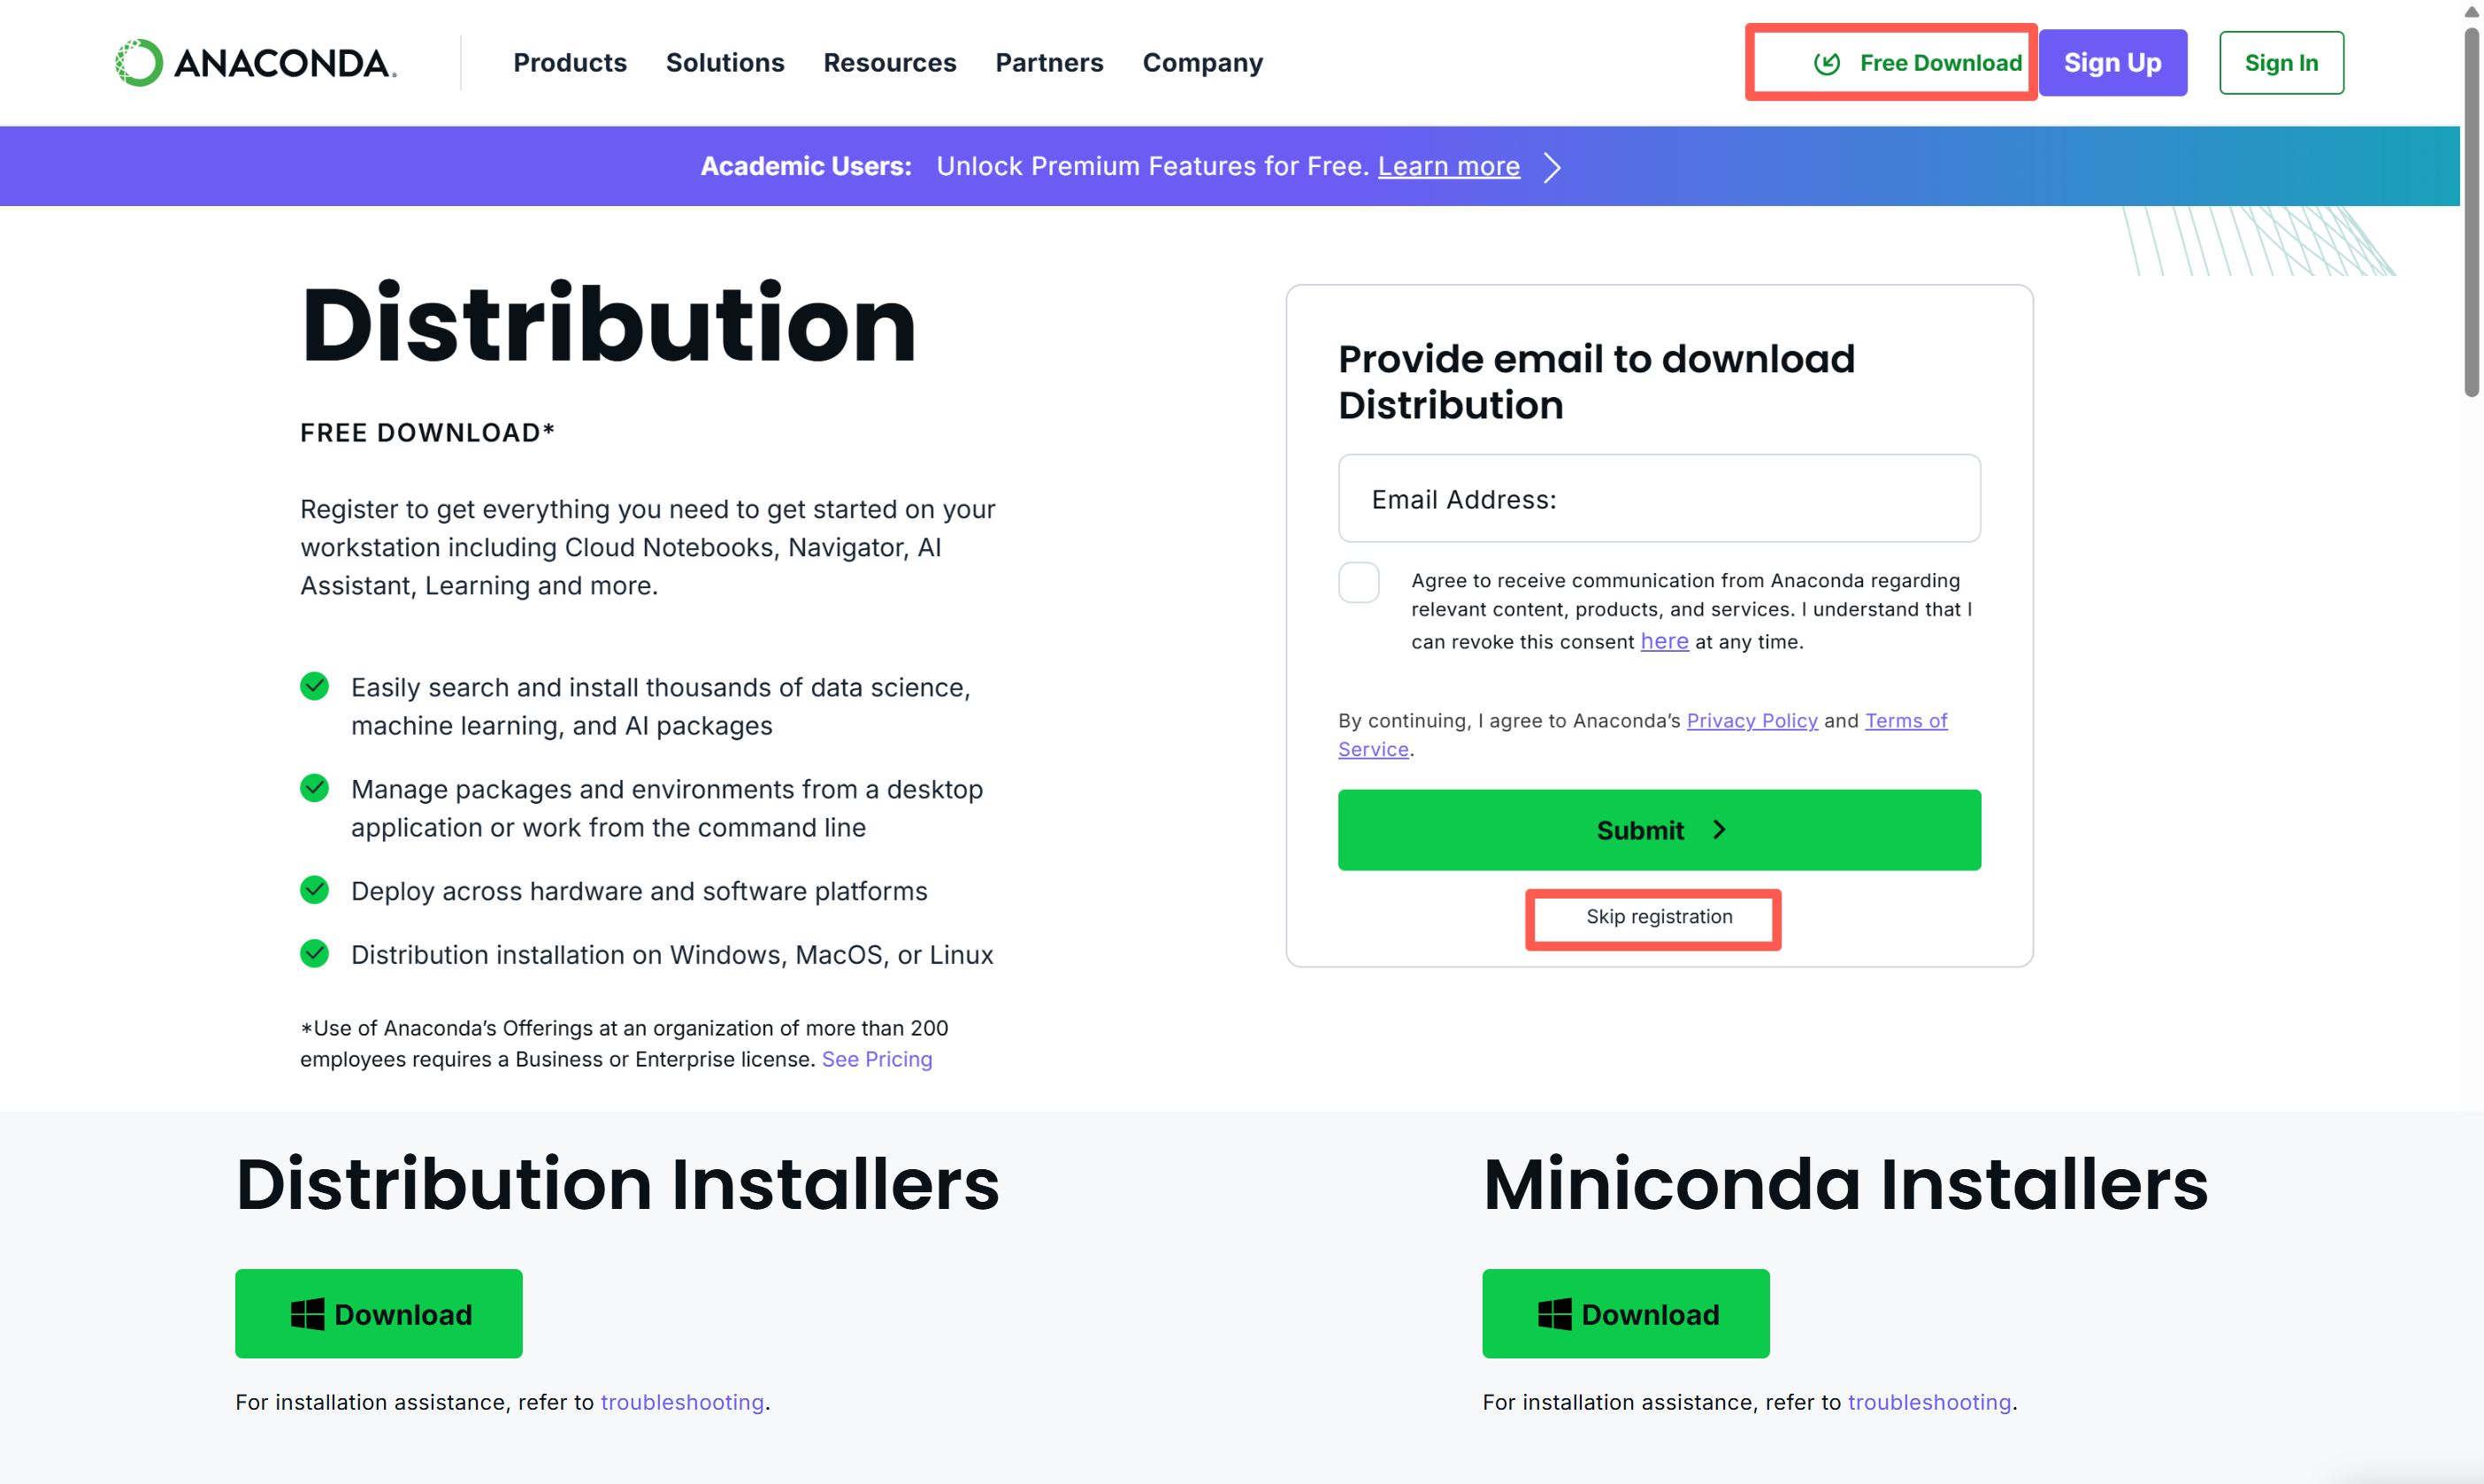 ANACONDA.
Products Solutions Resources Partners Company
Free Download Sign Up Sign In
Academic Users: Unlock Premium Features for Free. Learn more
Distribution
FREE DOWNLOAD*
Register to get everything you need to get started on your
workstation including Cloud Notebooks, Navigator, AI
Assistant, Learning and more.
Easily search and install thousands of data science,
machine learning, and AI packages
Manage packages and environments from a desktop
application or work from the command line
Deploy across hardware and software platforms
Distribution installation on Windows, MacOS, or Linux
*Use of Anaconda’s Offerings at an organization of more than 200
employees requires a Business or Enterprise license. See Pricing
Provide email to download
Distribution
Email Address:
Agree to receive communication from Anaconda regarding
relevant content, products, and services. I understand that I
can revoke this consent here at any time.
By continuing, I agree to Anaconda’s Privacy Policy and Terms of
Service.
Submit
Skip registration
Distribution Installers
Download
For installation assistance, refer to troubleshooting.
Miniconda Installers
Download
For installation assistance, refer to troubleshooting.